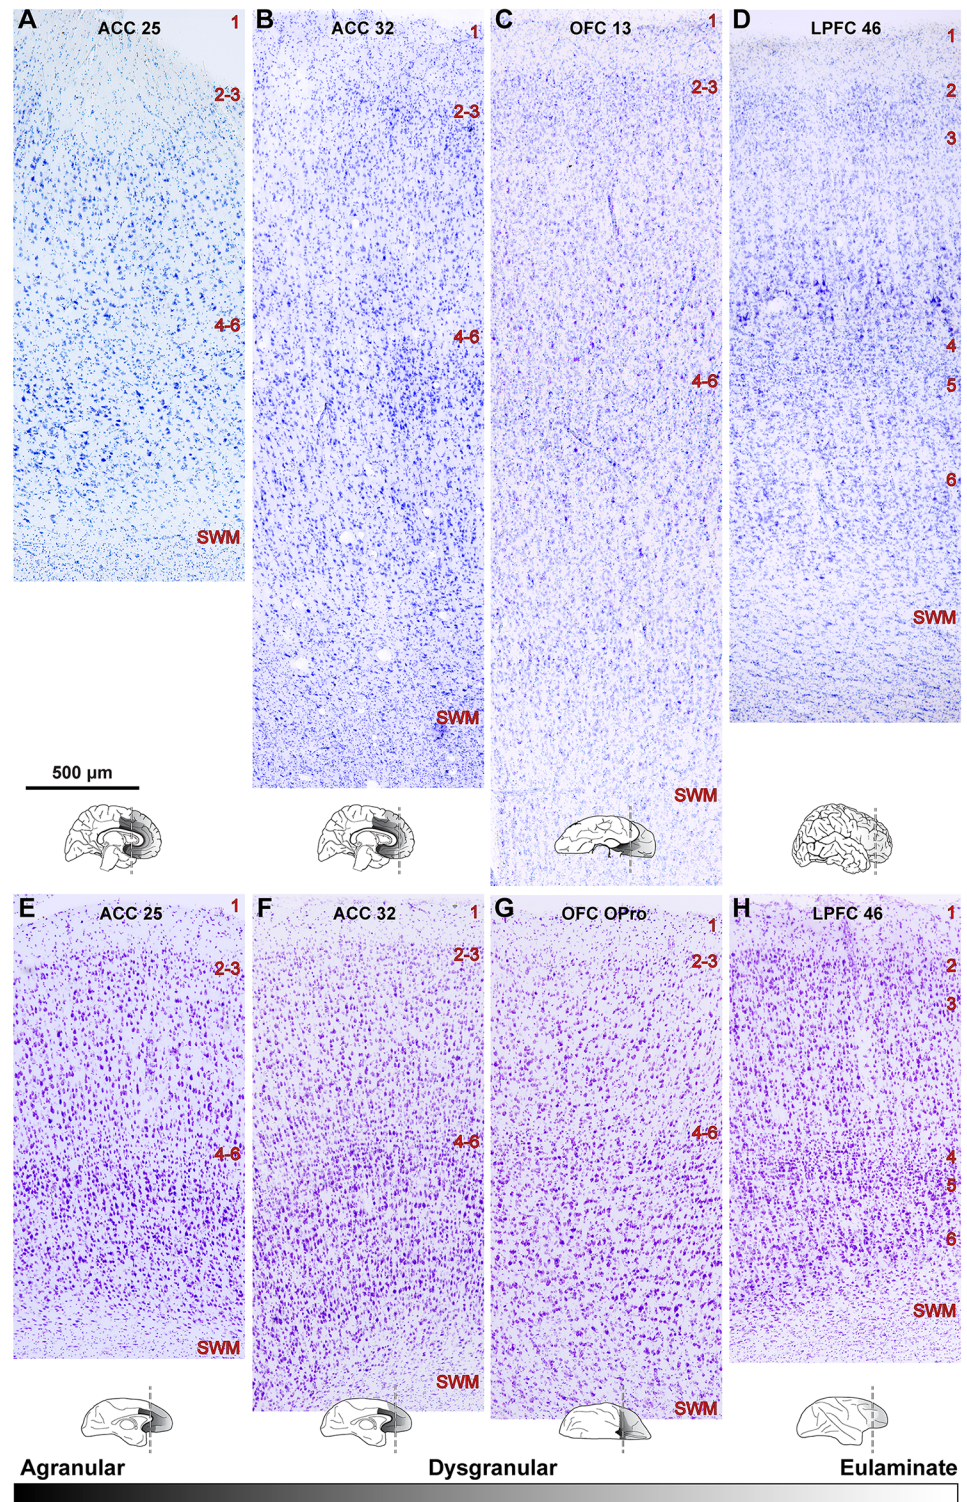 A ACC 25 1
2-3
4-6
SWM
B ACC 32 1
2-3
4-6
SWM
C OFC 13 1
2-3
4-6
SWM
D LPFC 46 1
2
3
4
5
6
SWM
500 µm
E ACC 25 1
2-3
4-6
SWM
F ACC 32 1
2-3
4-6
SWM
G OFC OPro 1
2-3
4-6
SWM
H LPFC 46 1
2
3
4
5
6
SWM
Agranular Dysgranular Eulaminate